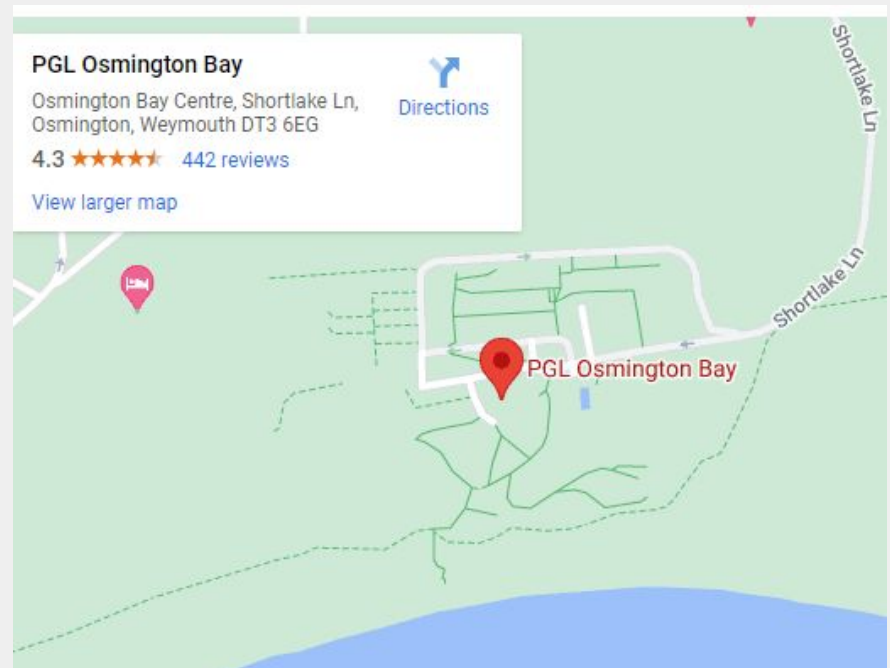 PGL Osmington Bay
Osmington Bay Centre, Shortlake Ln,
Osmington, Weymouth DT3 6EG
4.3
442 reviews
View larger map
Directions
Shortlake Ln
Shortlake Ln
PGL Osmington Bay